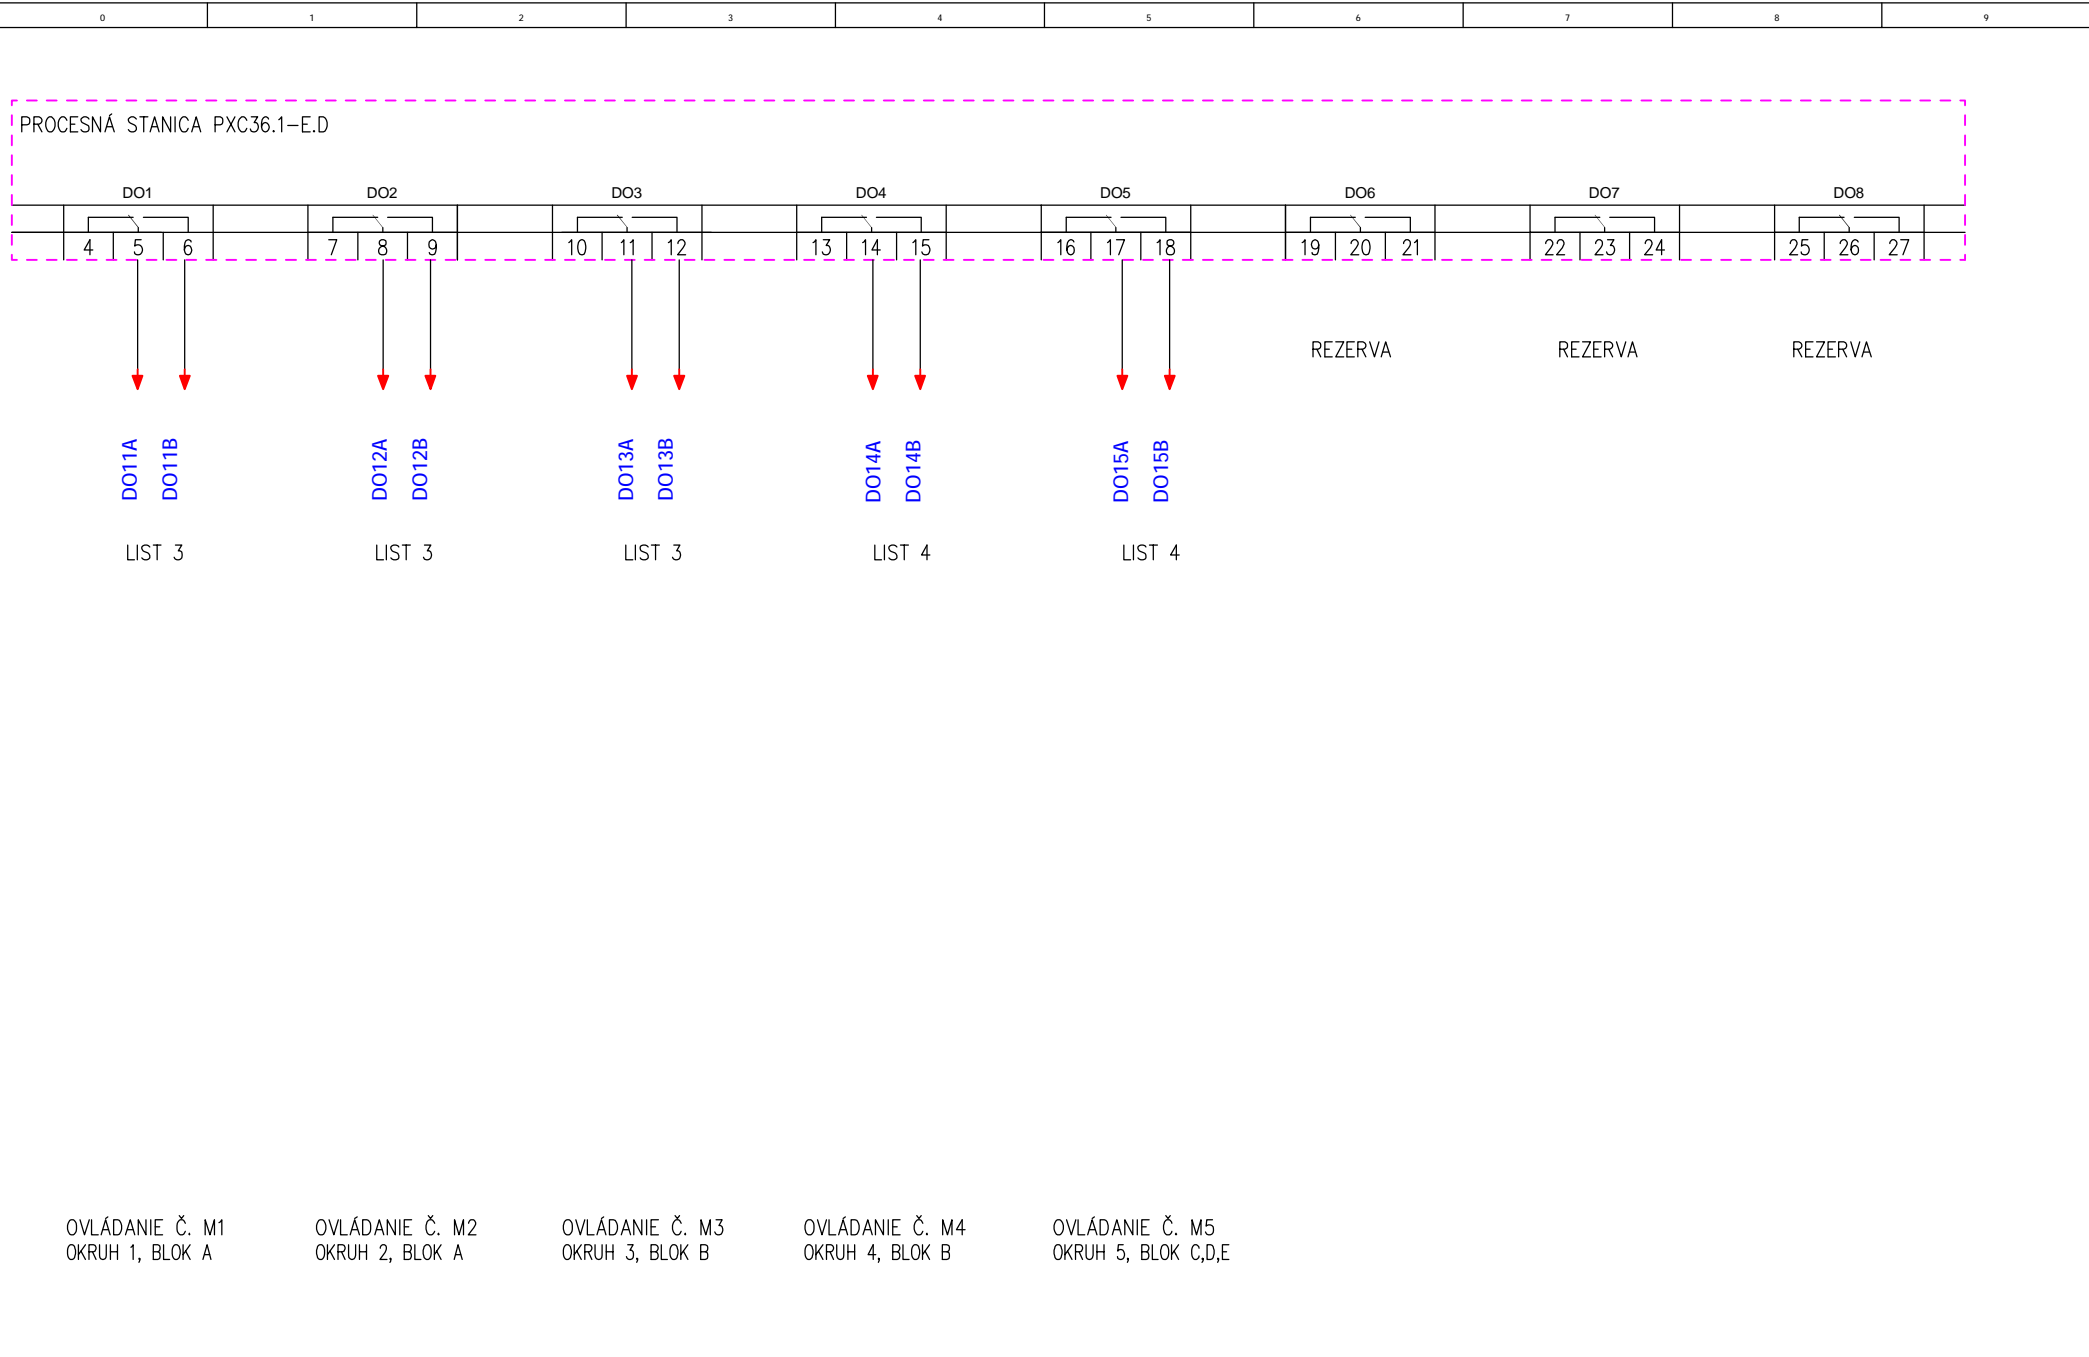 0 1 2 3 4 5 6 7 8 9
PROCESNÁ STANICA PXC36.1-E.D
DO1 DO2 DO3 DO4 DO5 DO6 DO7 DO8
4 5 6 7 8 9 10 11 12 13 14 15 16 17 18 19 20 21 22 23 24 25 26 27
REZERVA REZERVA REZERVA
DO11A DO11B DO12A DO12B DO13A DO13B DO14A DO14B DO15A DO15B
LIST 3 LIST 3 LIST 3 LIST 4 LIST 4
OVLÁDANIE Č. M1
OKRUH 1, BLOK A
OVLÁDANIE Č. M2
OKRUH 2, BLOK A
OVLÁDANIE Č. M3
OKRUH 3, BLOK B
OVLÁDANIE Č. M4
OKRUH 4, BLOK B
OVLÁDANIE Č. M5
OKRUH 5, BLOK C,D,E